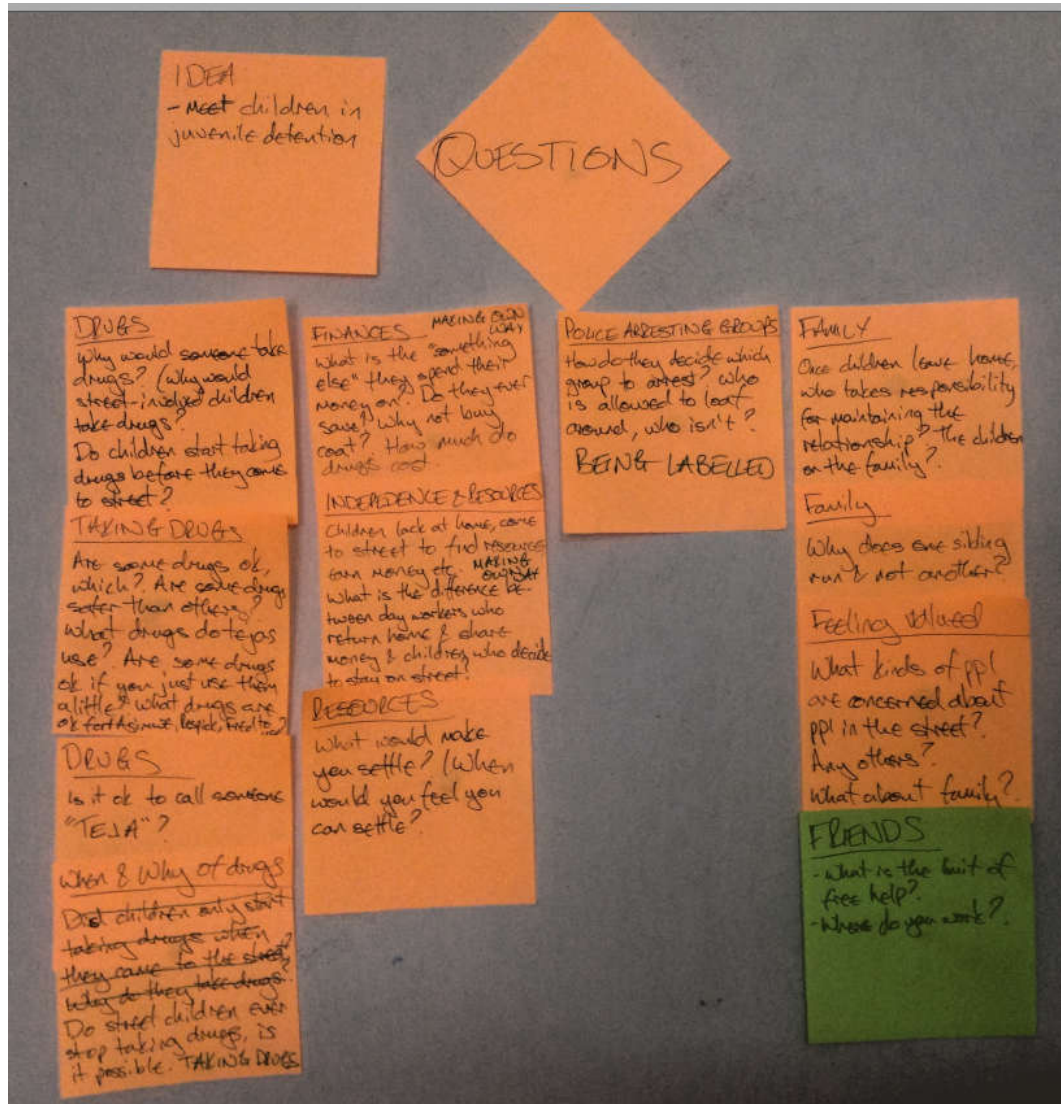 IDEA
- Meet children in
juvenile detention
QUESTIONS
DRUGS
Why would someone take
drugs? (Why would
street-involved children
take drugs?
Do children start taking
drugs before they come
to street?
TAKING DRUGS
Are some drugs ok,
which? Are some drugs
safer than others?
What drugs do tejas
use? Are some drugs
ok if you just use them
a little? What drugs are
ok for
DRUGS
Is it ok to call someone
"TEJA"?
When & Why of drugs
children only start
taking drugs when
they came to the street?
Why do they take drugs?
Do street children ever
stop taking drugs, is
it possible. TAKING DRUGS
FINANCES MAKING OWN
WAY
What is the "something
else" they spend their
money on? Do they ever
save? Why not buy
coat? How much do
drugs cost.
INDEPENDENCE & RESOURCES
Children lack at home, come
to street to find resources
earn money etc. MAKING
OWN WAY
What is the difference be-
tween day workers who
return home & share
money & children who decide
to stay on street?
RESOURCES
What would make
you settle? (When
would you feel you
can settle?
POLICE ARRESTING GROUPS
How do they decide which
group to arrest? Who
is allowed to loaf
around, who isn't?
BEING LABELLED
FAMILY
Once children leave home,
who takes responsibility
for maintaining the
relationship? The children
or the family?
Family
Why does one sibling
run & not another?
Feeling Valued
What kinds of ppl
are concerned about
ppl in the street?
Any others?
What about family?
FRIENDS
- What is the limit of
free help?
- Where do you work?